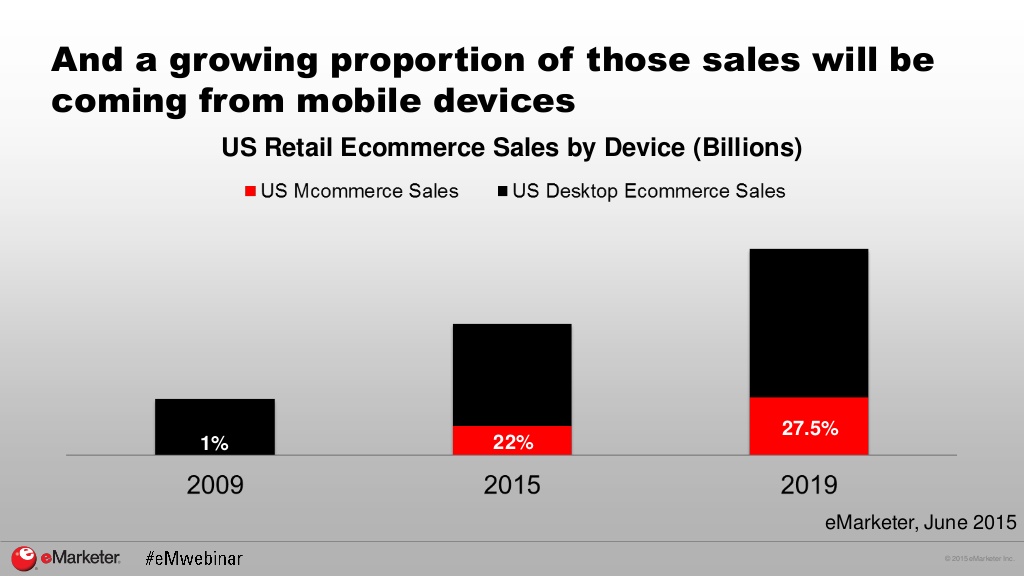 And a growing proportion of those sales will be
coming from mobile devices
US Retail Ecommerce Sales by Device (Billions)
US Mcommerce Sales US Desktop Ecommerce Sales
1%
22%
27.5%
2009 2015 2019
eMarketer, June 2015
eMarketer. #eMwebinar
© 2015 eMarketer Inc.